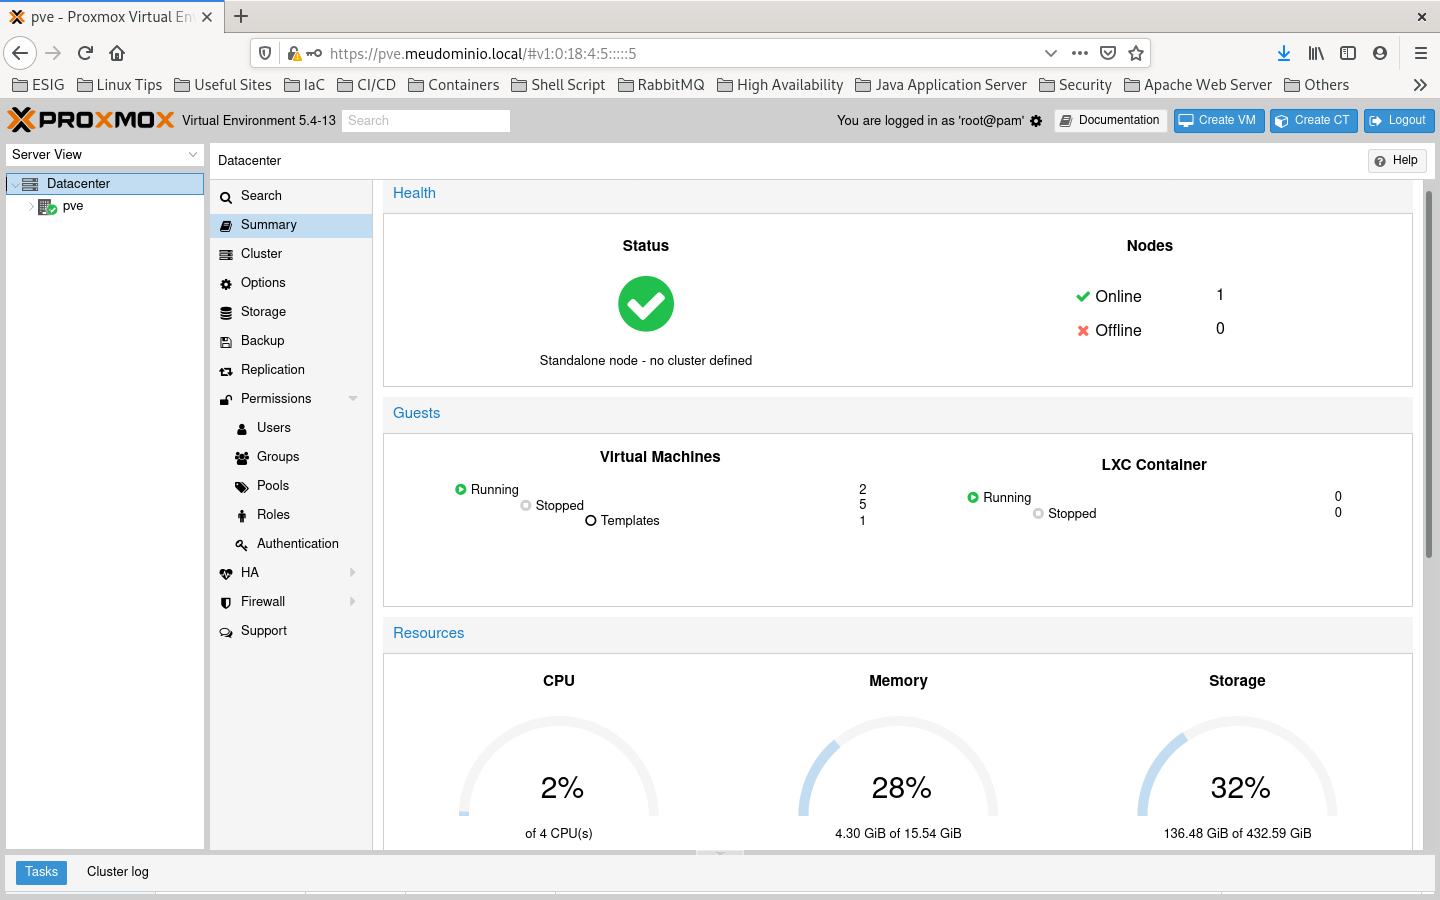 pve - Proxmox Virtual En
https://pve.meudominio.local/#v1:0:18:4:5:::::5
ESIG Linux Tips Useful Sites IaC CI/CD Containers Shell Script RabbitMQ High Availability Java Application Server Security Apache Web Server Others
PROXMOX Virtual Environment 5.4-13 Search You are logged in as 'root@pam' Documentation Create VM Create CT Logout
Server View
Datacenter
pve
Datacenter Help
Search
Summary
Cluster
Options
Storage
Backup
Replication
Permissions
Users
Groups
Pools
Roles
Authentication
HA
Firewall
Support
Health
Status
Standalone node - no cluster defined
Nodes
Online 1
Offline 0
Guests
Virtual Machines
Running 2
Stopped 5
Templates 1
LXC Container
Running 0
Stopped 0
Resources
CPU
2%
of 4 CPU(s)
Memory
28%
4.30 GiB of 15.54 GiB
Storage
32%
136.48 GiB of 432.59 GiB
Tasks Cluster log